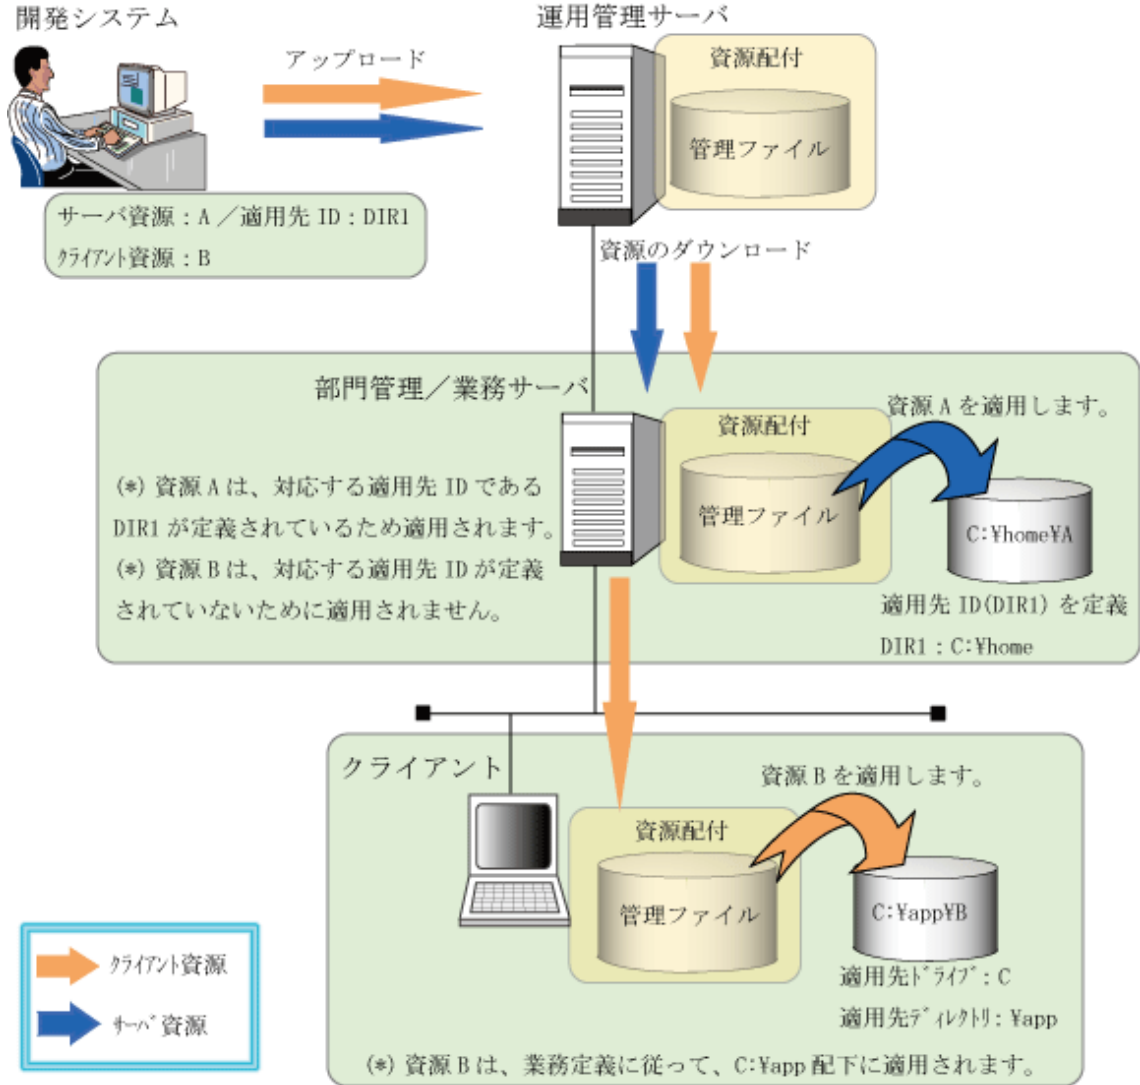 開発システム
運用管理サーバ
アップロード
資源配付
管理ファイル
サーバ資源：A／適用先 ID：DIR1
ｸﾗｲｱﾝﾄ資源：B
資源のダウンロード
部門管理／業務サーバ
資源配付
管理ファイル
資源 A を適用します。
(*) 資源 A は、対応する適用先 ID である
DIR1 が定義されているため適用されます。
(*) 資源 B は、対応する適用先 ID が定義
されていないために適用されません。
C:¥home¥A
適用先 ID(DIR1) を定義
DIR1：C:¥home
クライアント
資源 B を適用します。
資源配付
管理ファイル
C:¥app¥B
適用先ﾄﾞﾗｲﾌﾞ：C
適用先ﾃﾞｨﾚｸﾄﾘ：¥app
(*) 資源 B は、業務定義に従って、C:¥app 配下に適用されます。
ｸﾗｲｱﾝﾄ資源
ｻｰﾊﾞ資源